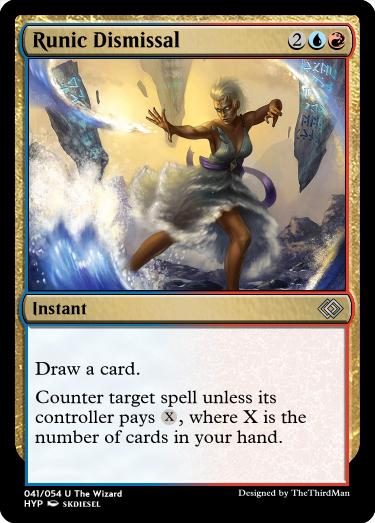 Runic Dismissal 2
Instant
Draw a card.
Counter target spell unless its
controller pays X, where X is the
number of cards in your hand.
041/054 U The Wizard
Designed by TheThirdMan
HYP SKDIESEL